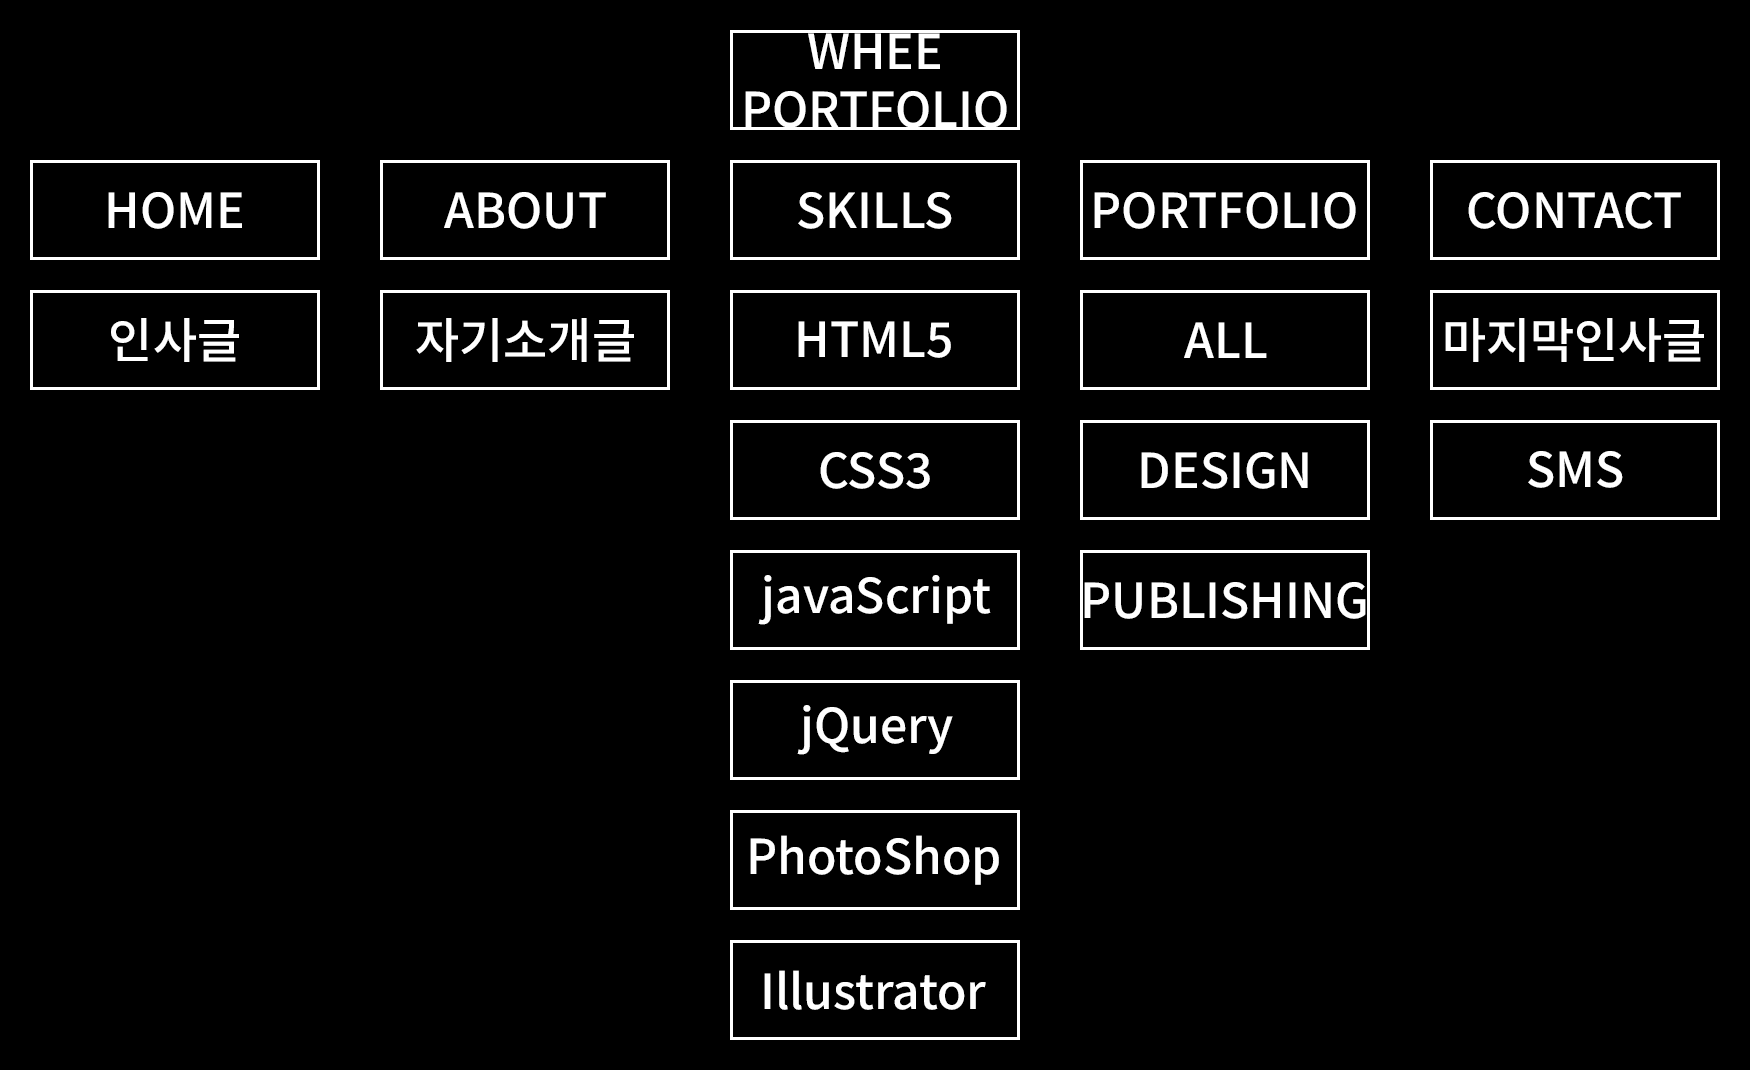 WHEE
PORTFOLIO
HOME
ABOUT
SKILLS
PORTFOLIO
CONTACT
인사글
자기소개글
HTML5
ALL
마지막인사글
CSS3
DESIGN
SMS
javaScript
PUBLISHING
jQuery
PhotoShop
Illustrator